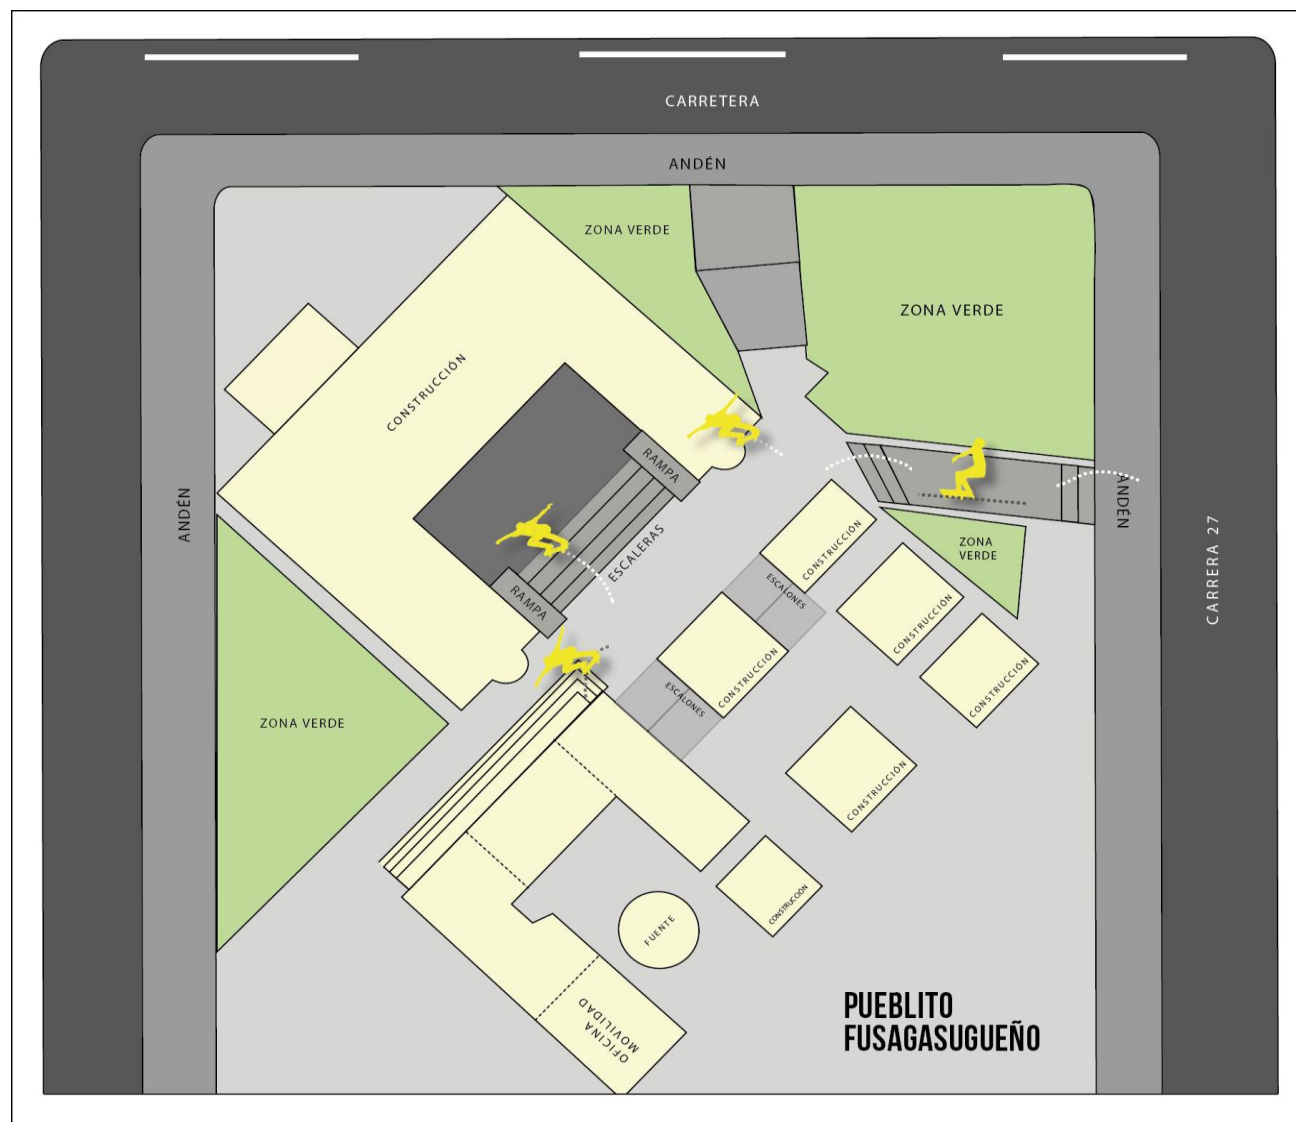 CARRETERA
ANDÉN
ZONA VERDE
ZONA VERDE
CONSTRUCCIÓN
RAMPA
ESCALERAS
RAMPA
ANDÉN
ANDÉN
CARRERA 27
ZONA
VERDE
CONSTRUCCIÓN
ESCALONES
CONSTRUCCIÓN
CONSTRUCCIÓN
CONSTRUCCIÓN
ESCALONES
ZONA VERDE
CONSTRUCCIÓN
CONSTRUCCIÓN
FUENTE
OFICINA
MOVILIDAD
PUEBLITO
FUSAGASUGUEÑO